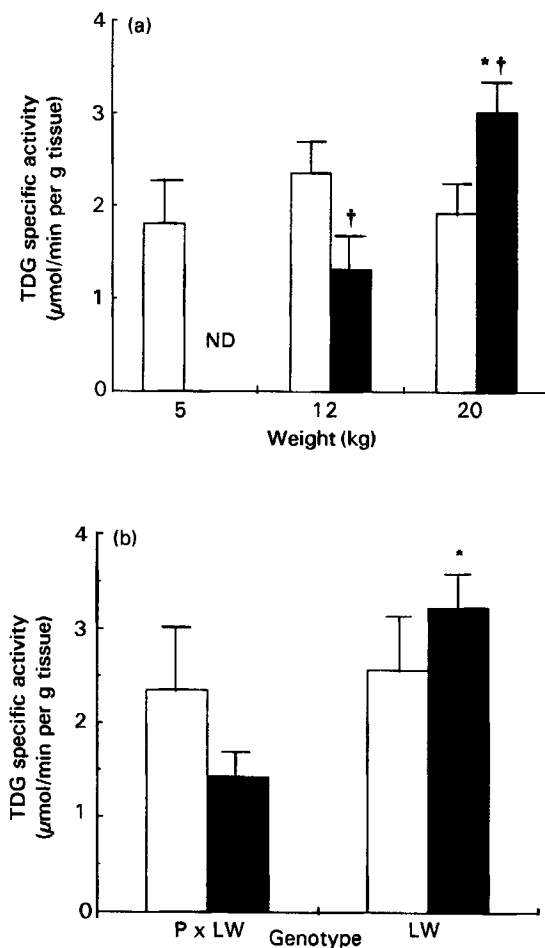 (a)
TDG specific activity
(µmol/min per g tissue)
4
3
2
1
0
* †
†
ND
5 12 20
Weight (kg)
(b)
TDG specific activity
(µmol/min per g tissue)
4
3
2
1
0
*
P x LW LW
Genotype